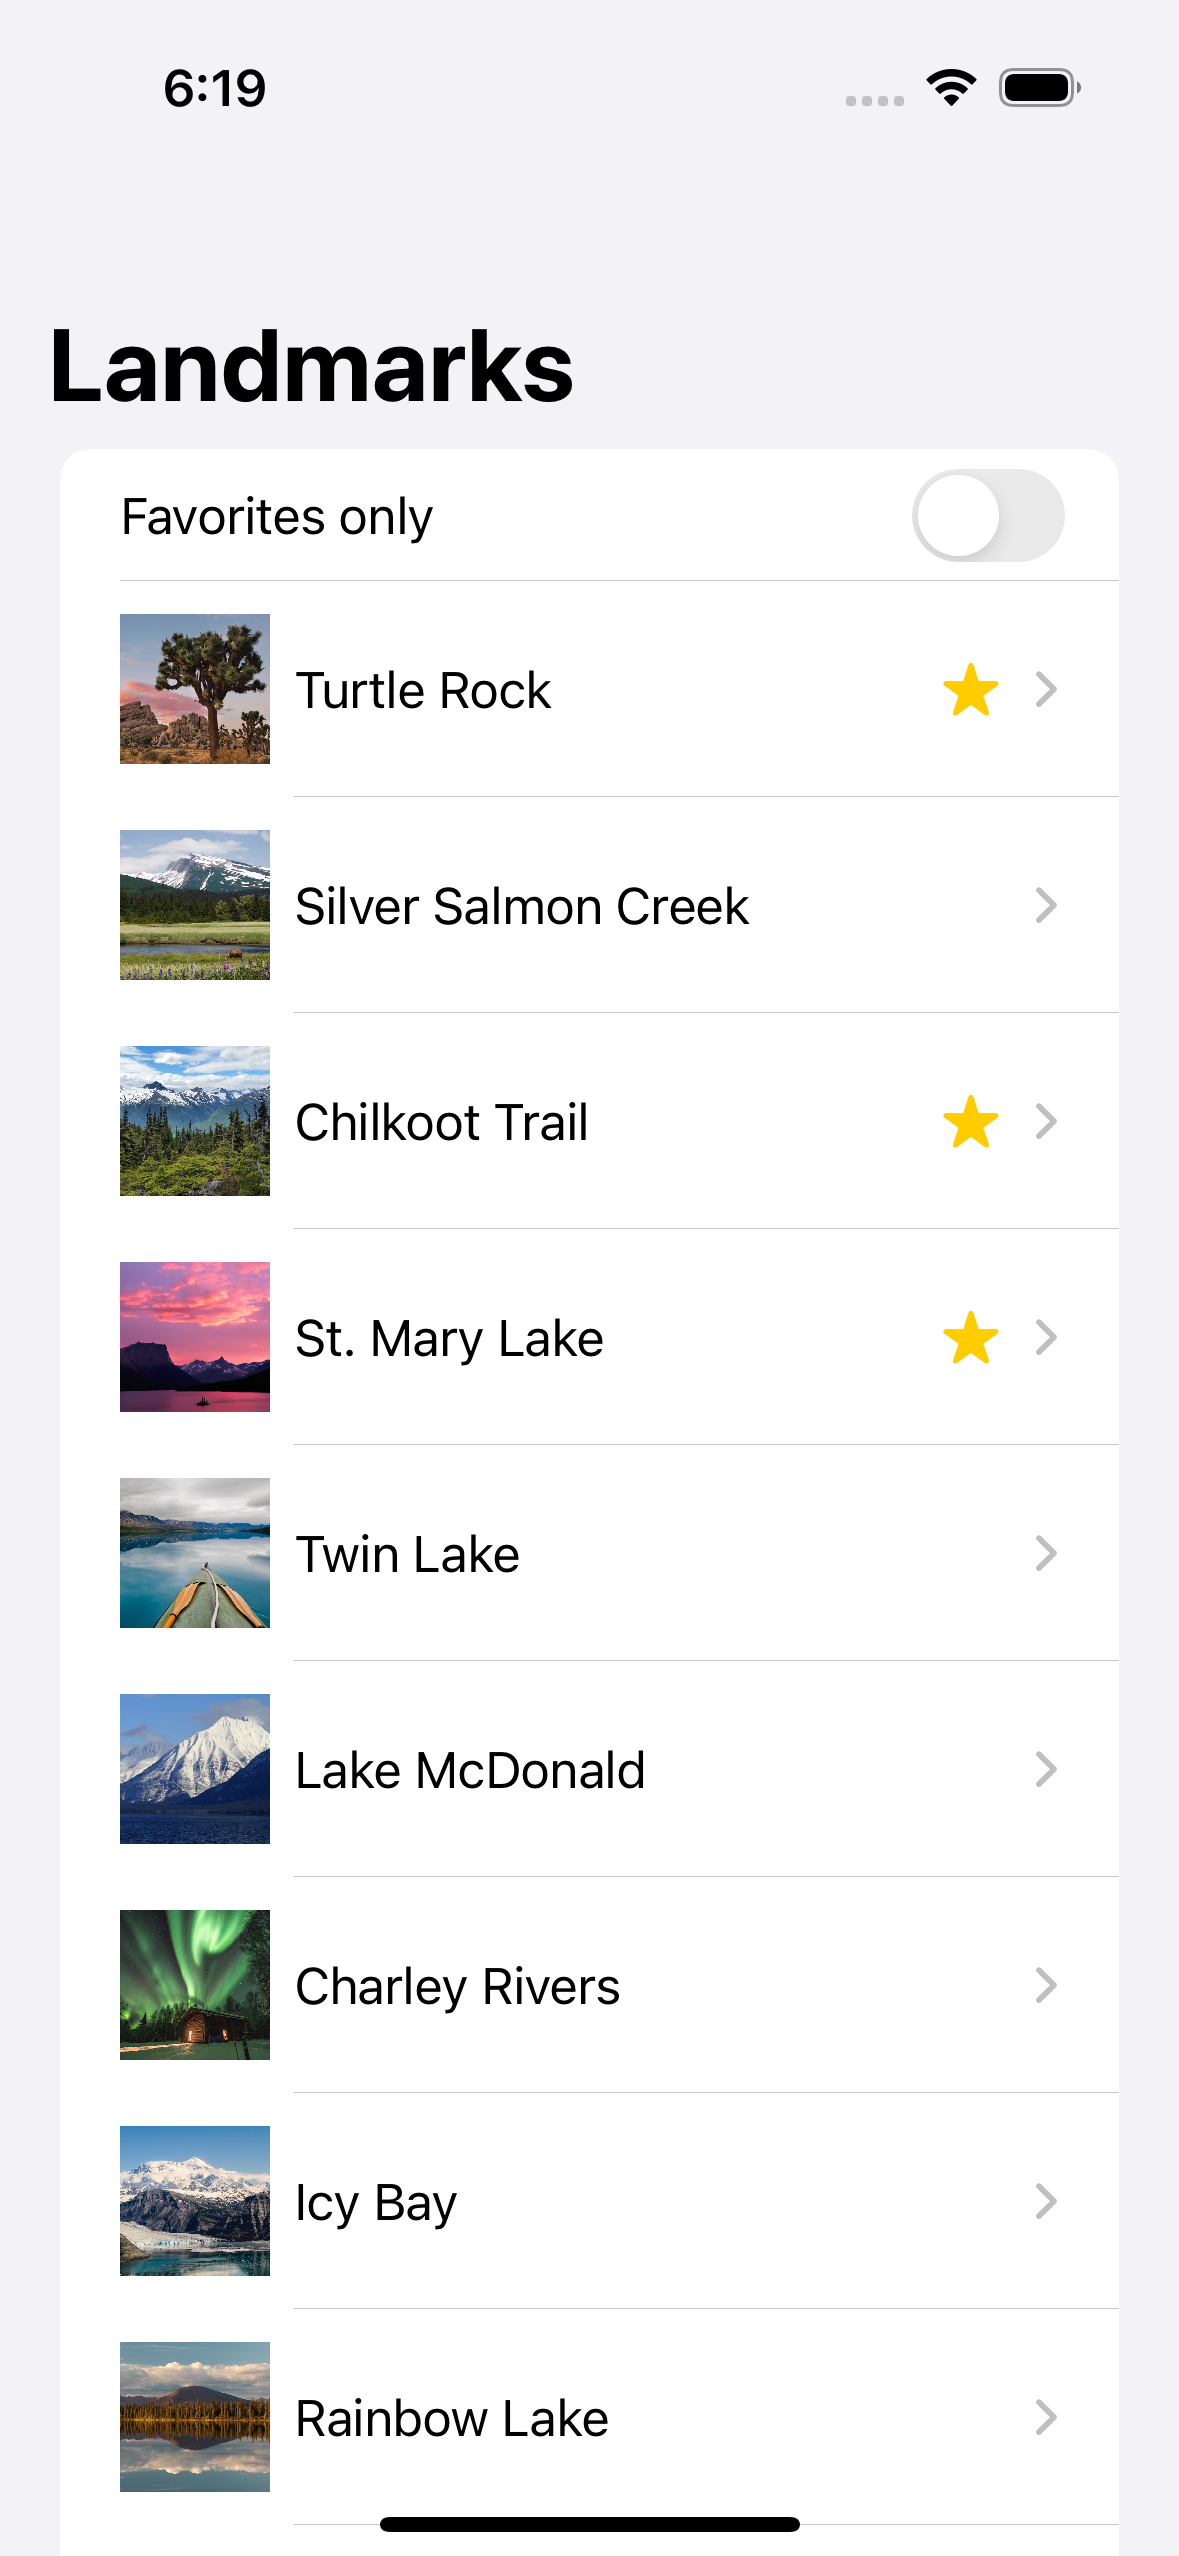 6:19
Landmarks
Favorites only
Turtle Rock
Silver Salmon Creek
Chilkoot Trail
St. Mary Lake
Twin Lake
Lake McDonald
Charley Rivers
Icy Bay
Rainbow Lake